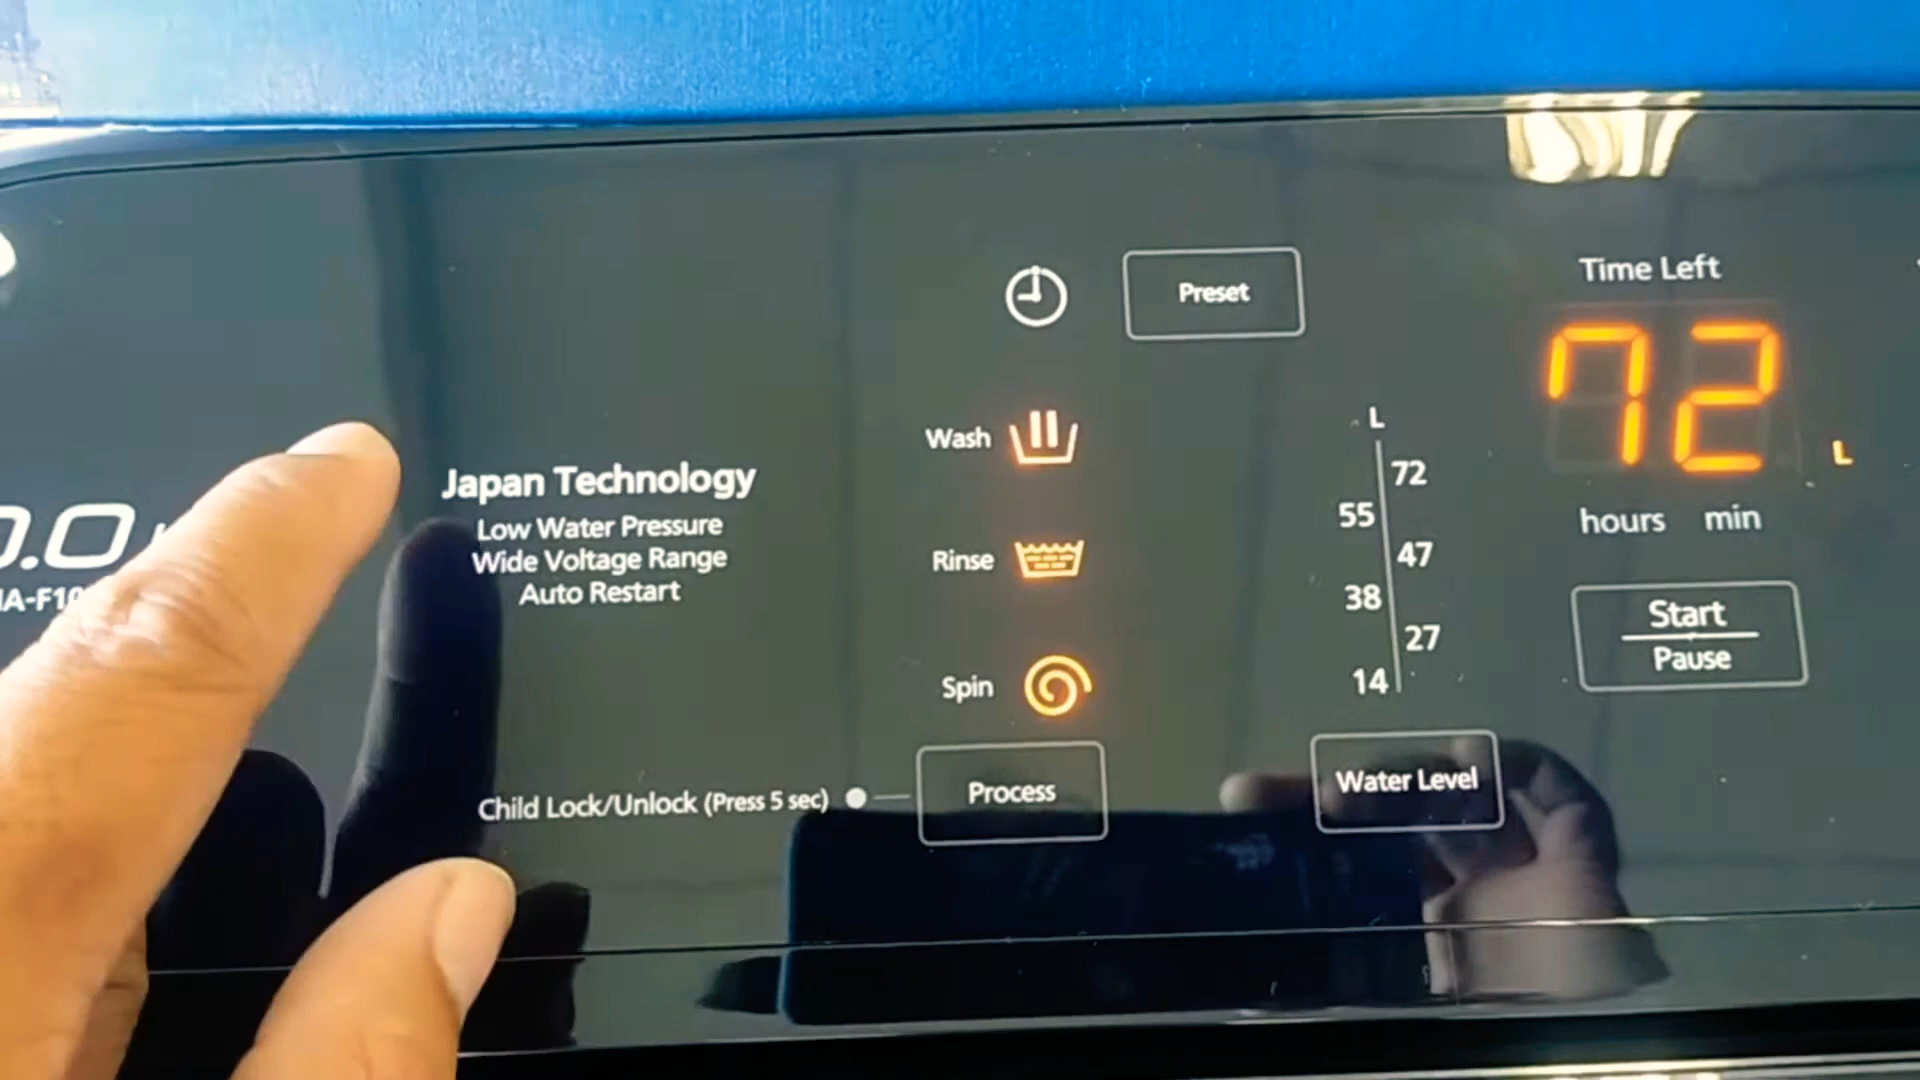 Preset
Time Left
72
L
Wash
L
72
55
47
38
27
14
hours min
Japan Technology
Low Water Pressure
Wide Voltage Range
Auto Restart
Rinse
Start
Pause
Spin
Child Lock/Unlock (Press 5 sec)
Process
Water Level